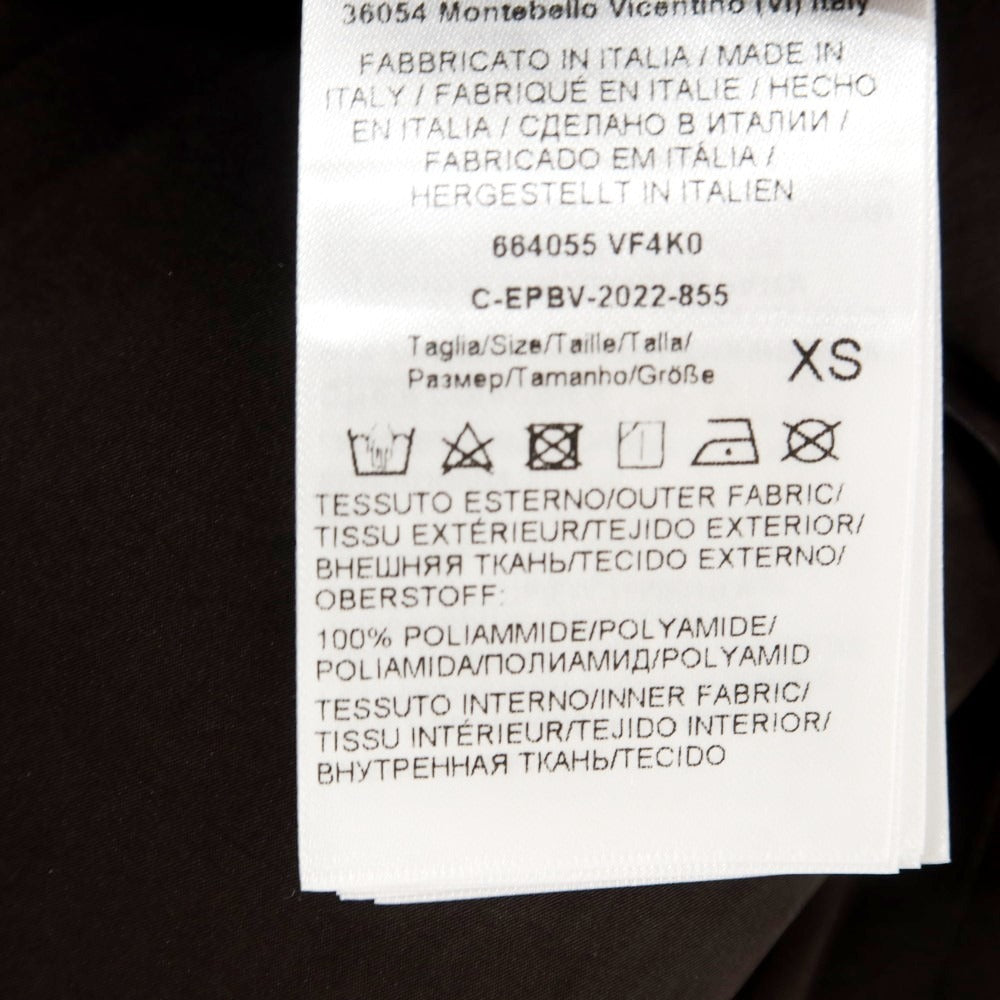 36054 Montebello Vicentino (VI) Italy
FABBRICATO IN ITALIA / MADE IN
ITALY / FABRIQUÉ EN ITALIE / HECHO
EN ITALIA / СДЕЛАНО В ИТАЛИИ /
FABRICADO EM ITÁLIA /
HERGESTELLT IN ITALIEN
664055 VF4K0
C-EPBV-2022-855
Taglia/Size/Taille/Talla/
Размер/Tamanho/Größe
XS
TESSUTO ESTERNO/OUTER FABRIC/
TISSU EXTÉRIEUR/TEJIDO EXTERIOR/
ВНЕШНЯЯ ТКАНЬ/TECIDO EXTERNO/
OBERSTOFF:
100% POLIAMMIDE/POLYAMIDE/
POLIAMIDA/ПОЛИАМИД/POLYAMID
TESSUTO INTERNO/INNER FABRIC/
TISSU INTÉRIEUR/TEJIDO INTERIOR/
ВНУТРЕННАЯ ТКАНЬ/TECIDO